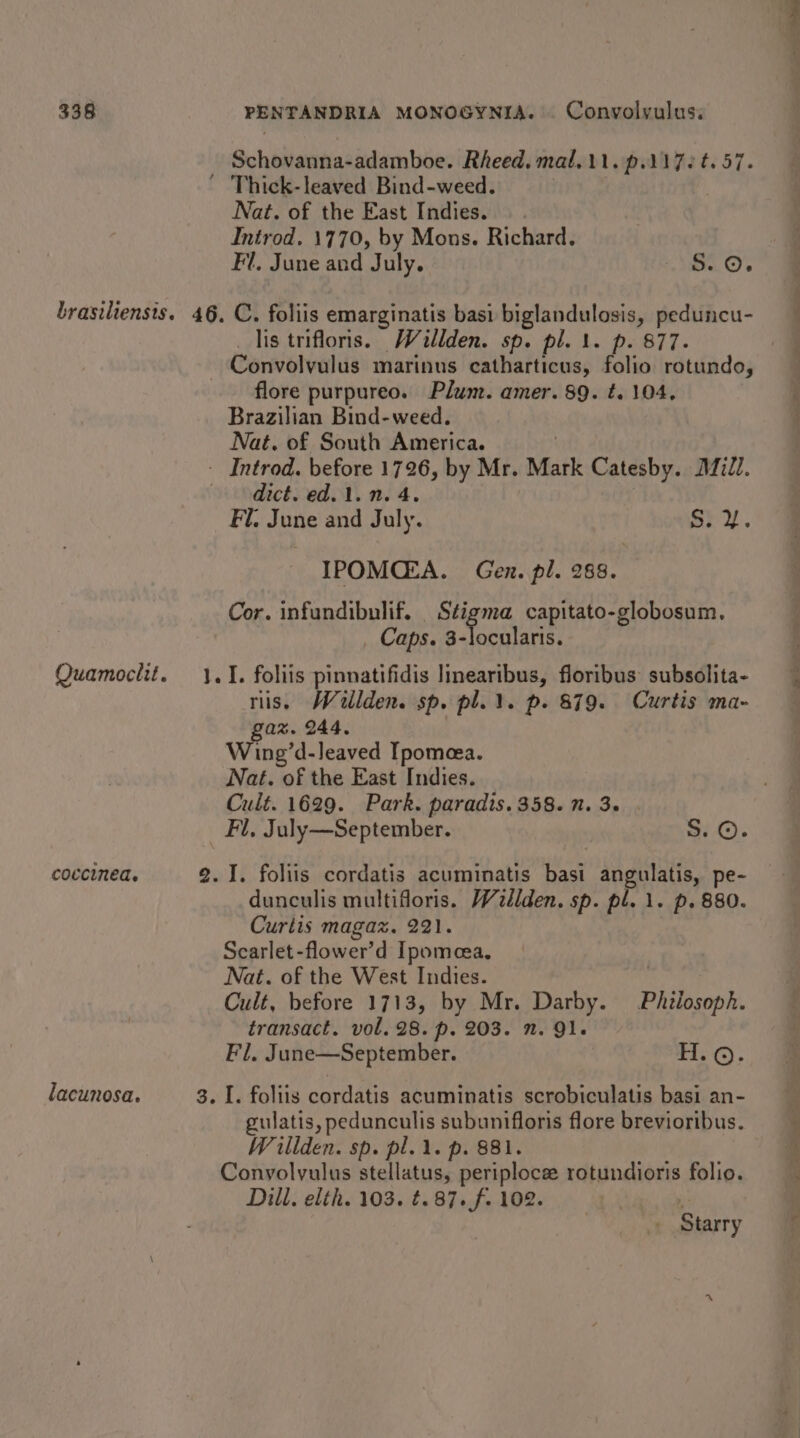 338 PENTANDRIA MONOGYNIA. Convolvulus.
Schovanna-adamboe. Rheed. mal. 11. p. 117. t. 57.
Thick-leaved Bind-weed.
Nat. of the East Indies.
Introd. 1770, by Mons. Richard.
Fl. June and July. S. ☉.
brasiliensis. 46. C. foliis emarginatis basi biglandulosis, peduncu-
lis trifloris. Willden. sp. pl. 1. p. 877.
Convolvulus marinus catharticus, folio rotundo,
flore purpureo. Plum. amer. 89. t. 104.
Brazilian Bind-weed.
Nat. of South America.
Introd. before 1726, by Mr. Mark Catesby. Mill.
dict. ed. 1. n. 4.
Fl. June and July. S. ♃.
IPOMŒA. Gen. pl. 288.
Cor. infundibulif. Stigma capitato-globosum.
Caps. 3-locularis.
Quamoclit. 1. I. foliis pinnatifidis linearibus, floribus subsolita-
riis. Willden. sp. pl. 1. p. 879. Curtis ma-
gaz. 244.
Wing'd-leaved Ipomœa.
Nat. of the East Indies.
Cult. 1629. Park. paradis. 358. n. 3.
Fl. July—September. S. ☉.
coccinea. 2. I. foliis cordatis acuminatis basi angulatis, pe-
dunculis multifloris. Willden. sp. pl. 1. p. 880.
Curtis magaz. 221.
Scarlet-flower'd Ipomœa.
Nat. of the West Indies.
Cult, before 1713, by Mr. Darby. Philosoph.
transact. vol. 28. p. 203. n. 91.
Fl. June—September. H. ☉.
lacunosa. 3. I. foliis cordatis acuminatis scrobiculatis basi an-
gulatis, pedunculis subunifloris flore brevioribus.
Willden. sp. pl. 1. p. 881.
Convolvulus stellatus, periplocæ rotundioris folio.
Dill. elth. 103. t. 87. f. 102.
Starry